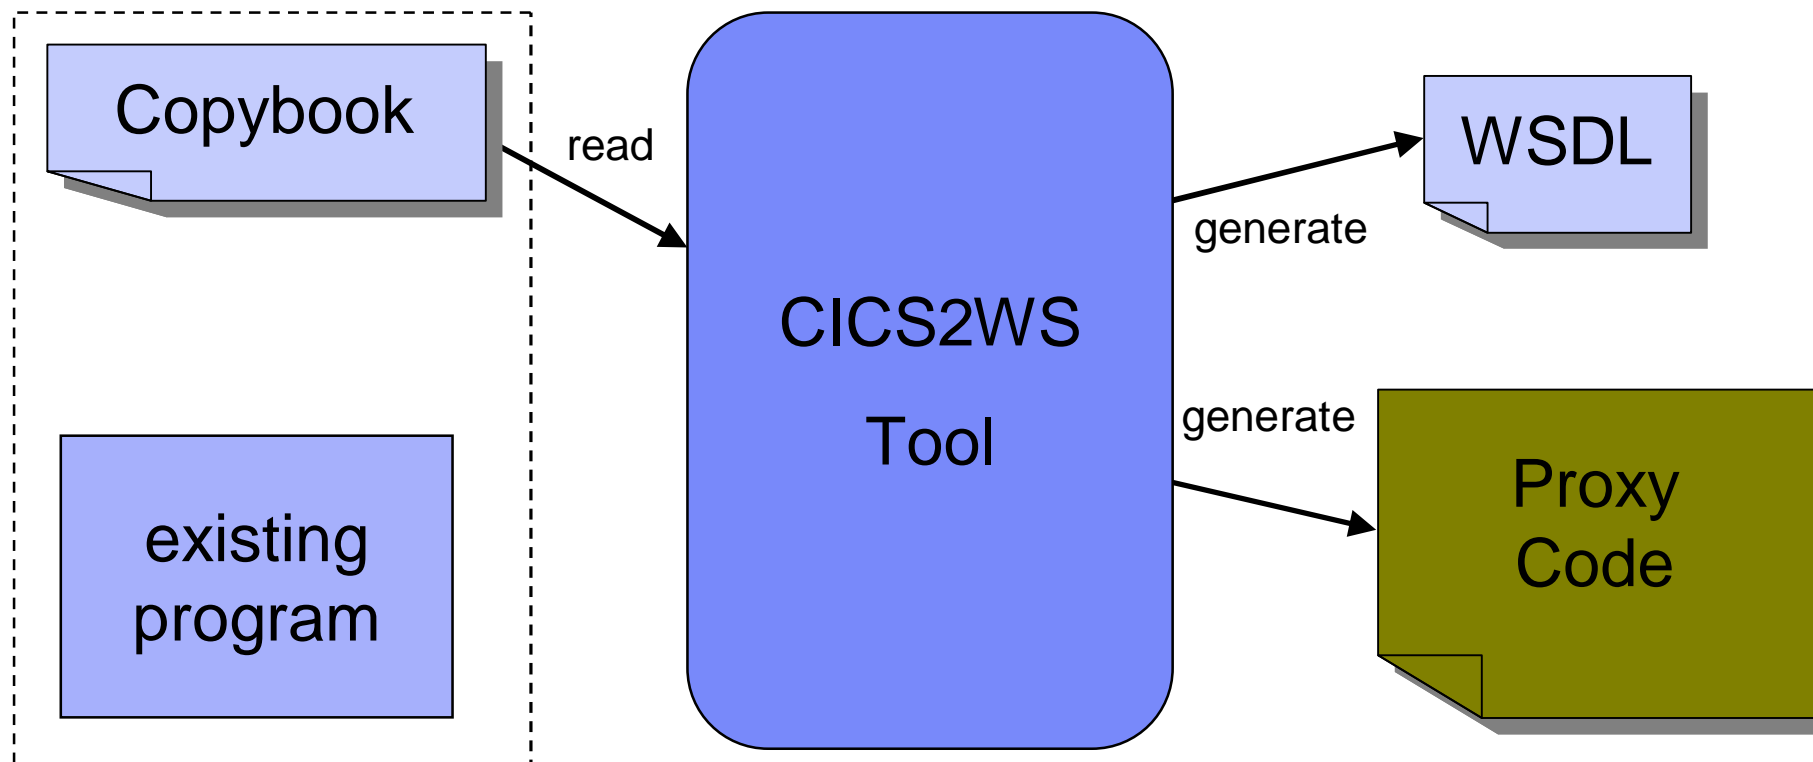 Copybook
read
WSDL
generate
CICS2WS
Tool
generate
existing
program
Proxy
Code